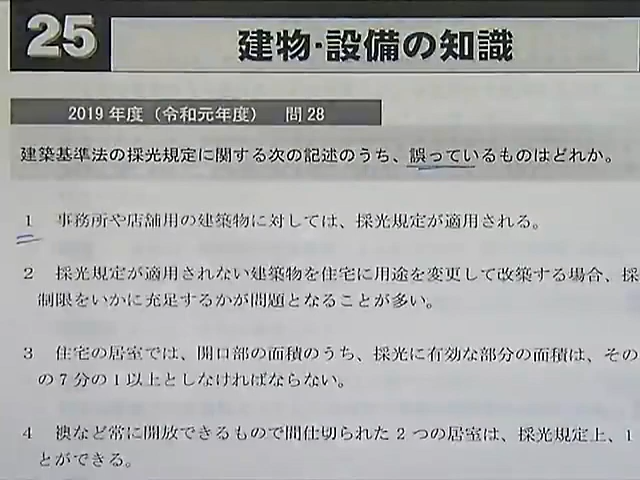 25
建物・設備の知識
2019年度（令和元年度） 問28
建築基準法の採光規定に関する次の記述のうち、誤っているものはどれか。
1 事務所や店舗用の建築物に対しては、採光規定が適用される。
2 採光規定が適用されない建築物を住宅に用途を変更して改築する場合、採
制限をいかに充足するかが問題となることが多い。
3 住宅の居室では、開口部の面積のうち、採光に有効な部分の面積は、その
の7分の1以上としなければならない。
4 襖など常に開放できるもので間仕切られた2つの居室は、採光規定上、1
とができる。